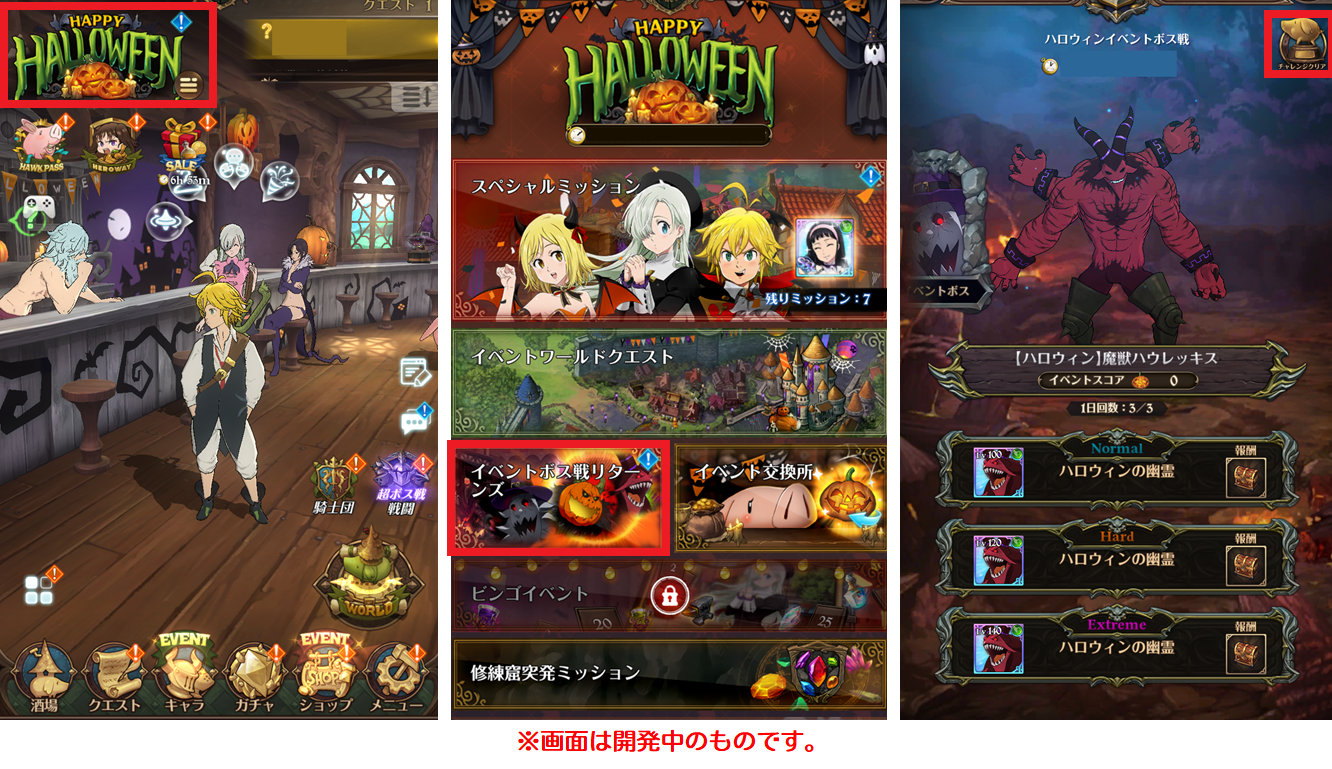 クエスト 1
HAPPY
HALLOWEEN
?
HAWK PASS
HEROWAY
SALE
6h 53m
騎士団
超ボス戦
戦闘
WORLD
EVENT
EVENT
SHOP
酒場
クエスト
キャラ
ガチャ
ショップ
メニュー
HAPPY
HALLOWEEN
スペシャルミッション
残りミッション：7
イベントワールドクエスト
イベントボス戦リター
ンズ
イベント交換所
ビンゴイベント
2
20
25
修練窟突発ミッション
ハロウィンイベントボス戦
チャレンジクリア
ベントボス
【ハロウィン】魔獣ハウレッキス
イベントスコア 0
1日回数：3/3
Normal
Lv 100
ハロウィンの幽霊
報酬
Hard
Lv 120
ハロウィンの幽霊
報酬
Extreme
Lv 140
ハロウィンの幽霊
報酬
※画面は開発中のものです。